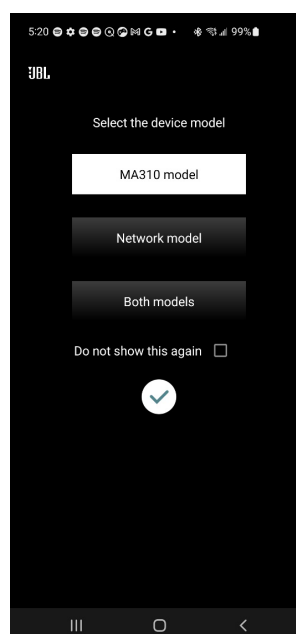 5:20 99%
JBL
Select the device model
MA310 model
Network model
Both models
Do not show this again